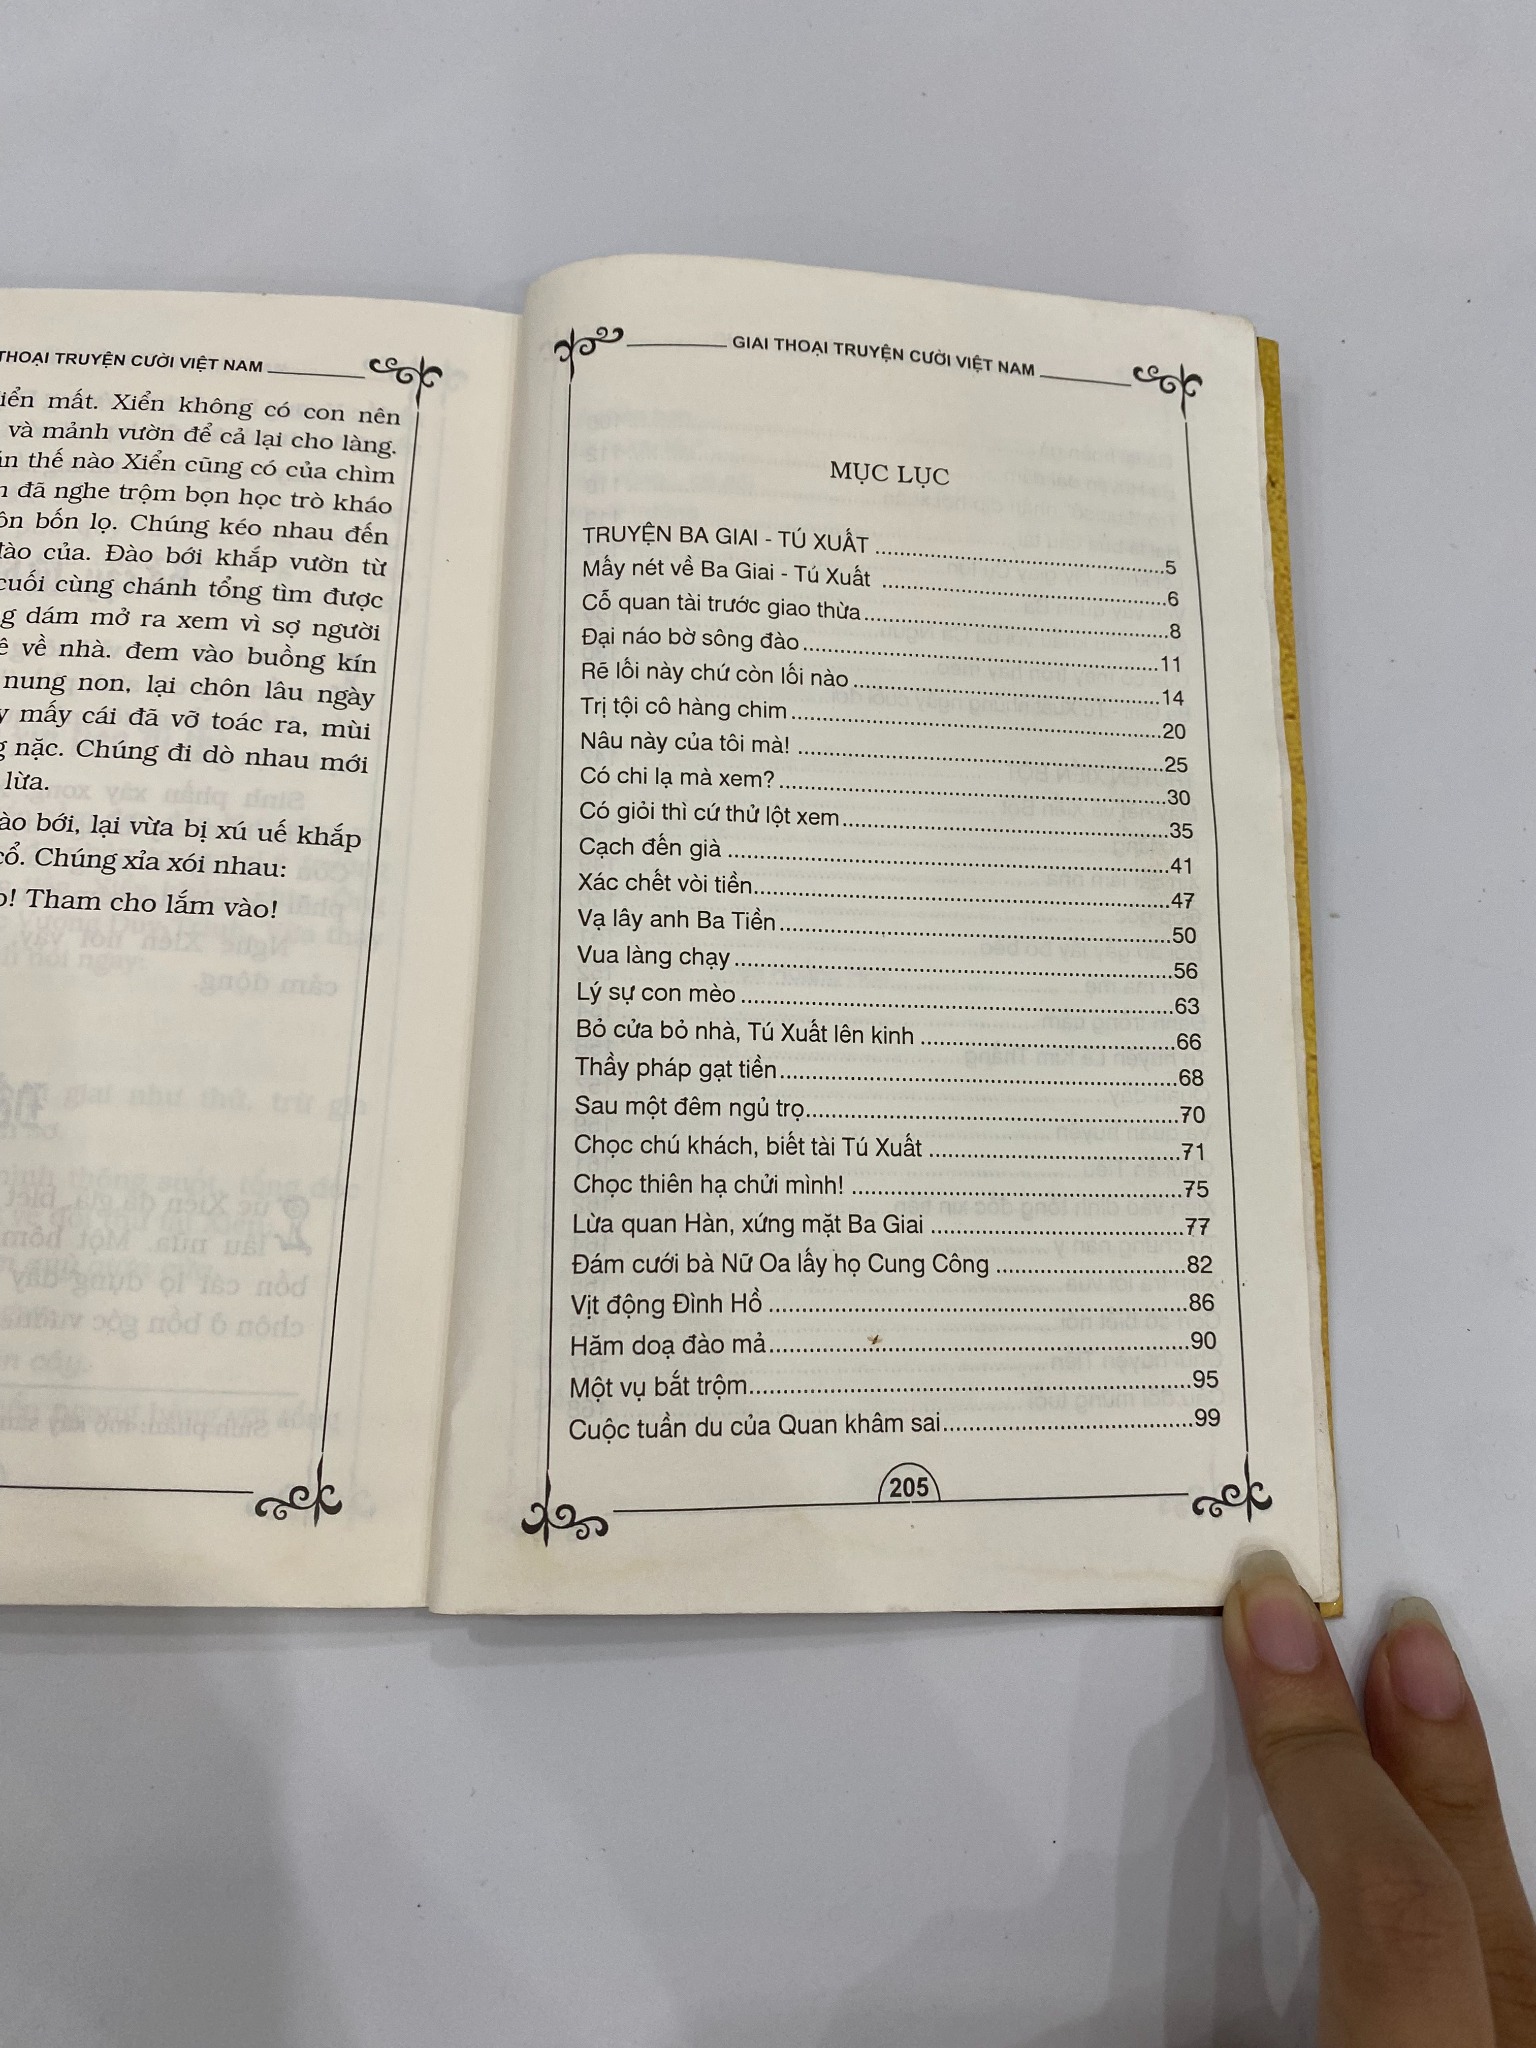 THOẠI TRUYỆN CƯỜI VIỆT NAM
mất. Xiển không có con nên
và mảnh vườn để cả lại cho làng.
thế nào Xiển cũng có của chìm
đã nghe trộm bọn học trò kháo
bốn lọ. Chúng kéo nhau đến
của. Đào bới khắp vườn từ
cuối cùng chánh tổng tìm được
dám mở ra xem vì sợ người
về nhà. đem vào buồng kín
nung non, lại chôn lâu ngày
mấy cái đã vỡ toác ra, mùi
nặc. Chúng đi dò nhau mới
lừa.
bới, lại vừa bị xú uế khắp
cổ. Chúng xỉa xói nhau:
Tham cho lắm vào!
GIAI THOẠI TRUYỆN CƯỜI VIỆT NAM
MỤC LỤC
TRUYỆN BA GIAI - TÚ XUẤT ..... 5
Mấy nét về Ba Giai - Tú Xuất ..... 6
Cỗ quan tài trước giao thừa ..... 8
Đại náo bờ sông đào ..... 11
Rẽ lối này chứ còn lối nào ..... 14
Trị tội cô hàng chim ..... 20
Nâu này của tôi mà! ..... 25
Có chi lạ mà xem? ..... 30
Có giỏi thì cứ thử lột xem ..... 35
Cạch đến già ..... 41
Xác chết vòi tiền ..... 47
Vạ lây anh Ba Tiền ..... 50
Vua làng chạy ..... 56
Lý sự con mèo ..... 63
Bỏ cửa bỏ nhà, Tú Xuất lên kinh ..... 66
Thầy pháp gạt tiền ..... 68
Sau một đêm ngủ trọ ..... 70
Chọc chú khách, biết tài Tú Xuất ..... 71
Chọc thiên hạ chửi mình! ..... 75
Lừa quan Hàn, xứng mặt Ba Giai ..... 77
Đám cưới bà Nữ Oa lấy họ Cung Công ..... 82
Vịt động Đình Hồ ..... 86
Hăm doạ đào mả ..... 90
Một vụ bắt trộm ..... 95
Cuộc tuần du của Quan khâm sai ..... 99
205